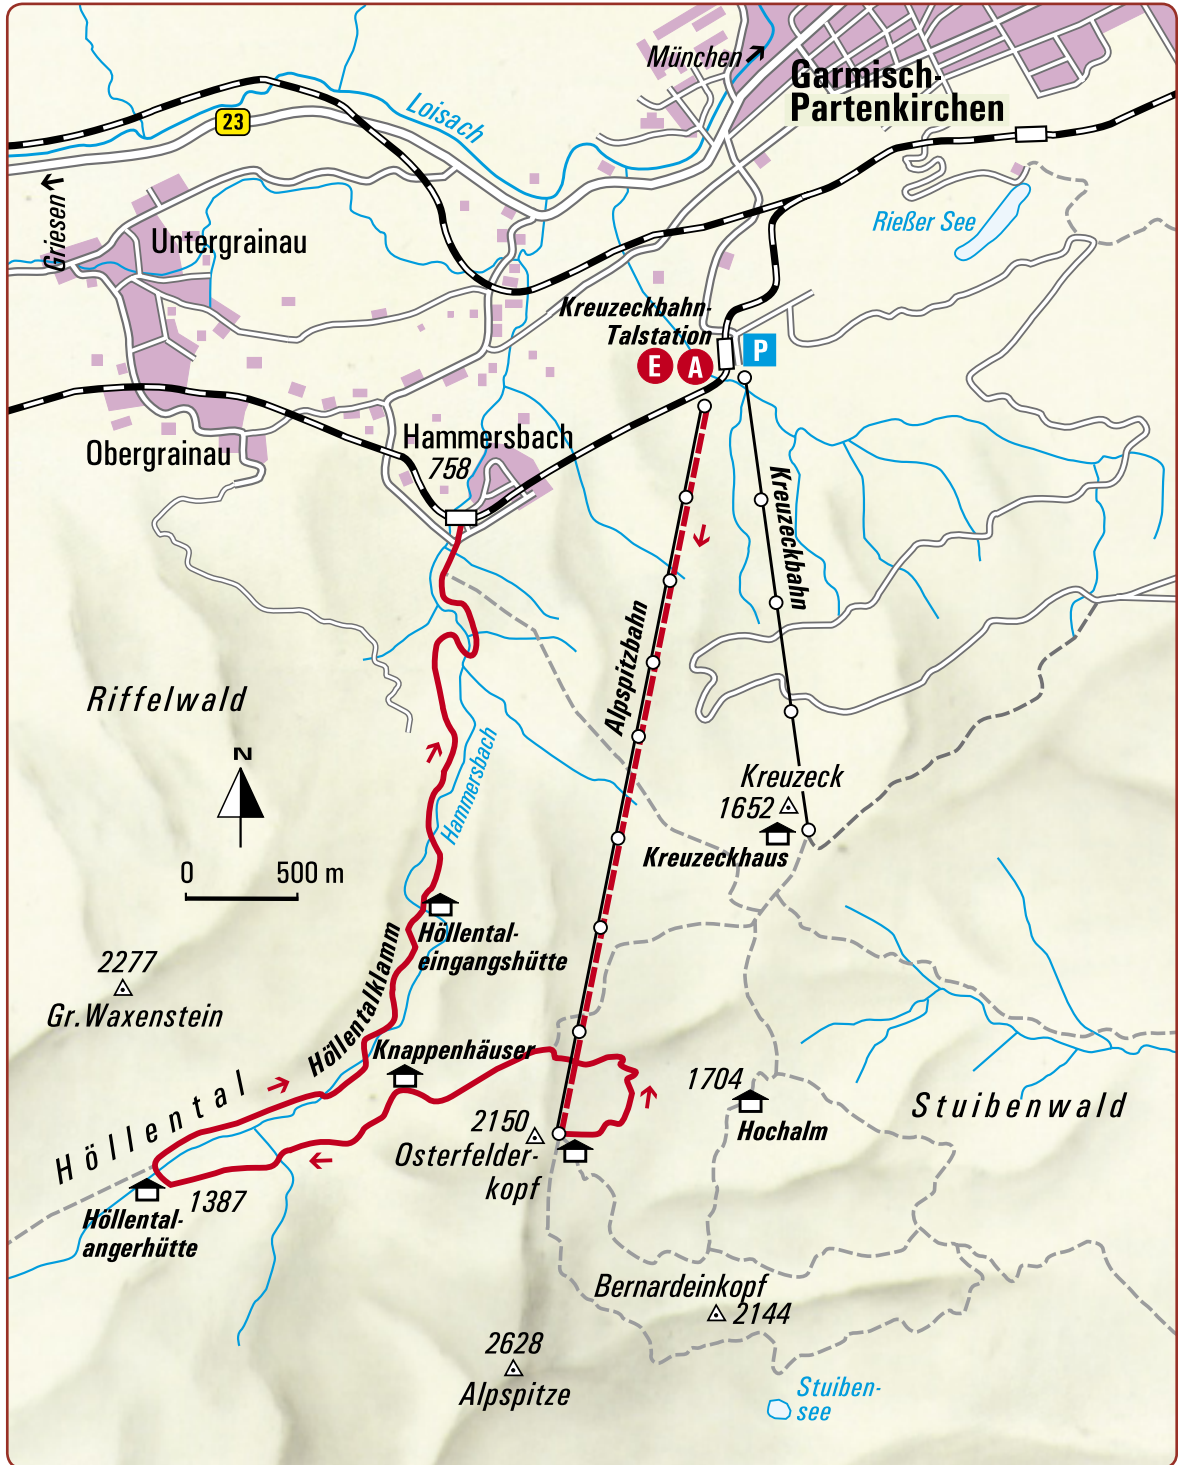 München
Garmisch-
Partenkirchen
Loisach
23
Griesen
Rießer See
Untergrainau
Kreuzeckbahn-
Talstation
E
A
P
Obergrainau
Hammersbach
758
Kreuzeckbahn
Alpspitzbahn
Riffelwald
N
0
500 m
Hammersbach
Kreuzeck
1652
Kreuzeckhaus
Höllental-
eingangshütte
2277
Gr. Waxenstein
Höllentalklamm
Knappenhäuser
Höllental
1704
Hochalm
Stuibenwald
2150
Osterfelder-
kopf
1387
Höllental-
angerhütte
Bernardeinkopf
2144
2628
Alpspitze
Stuiben-
see